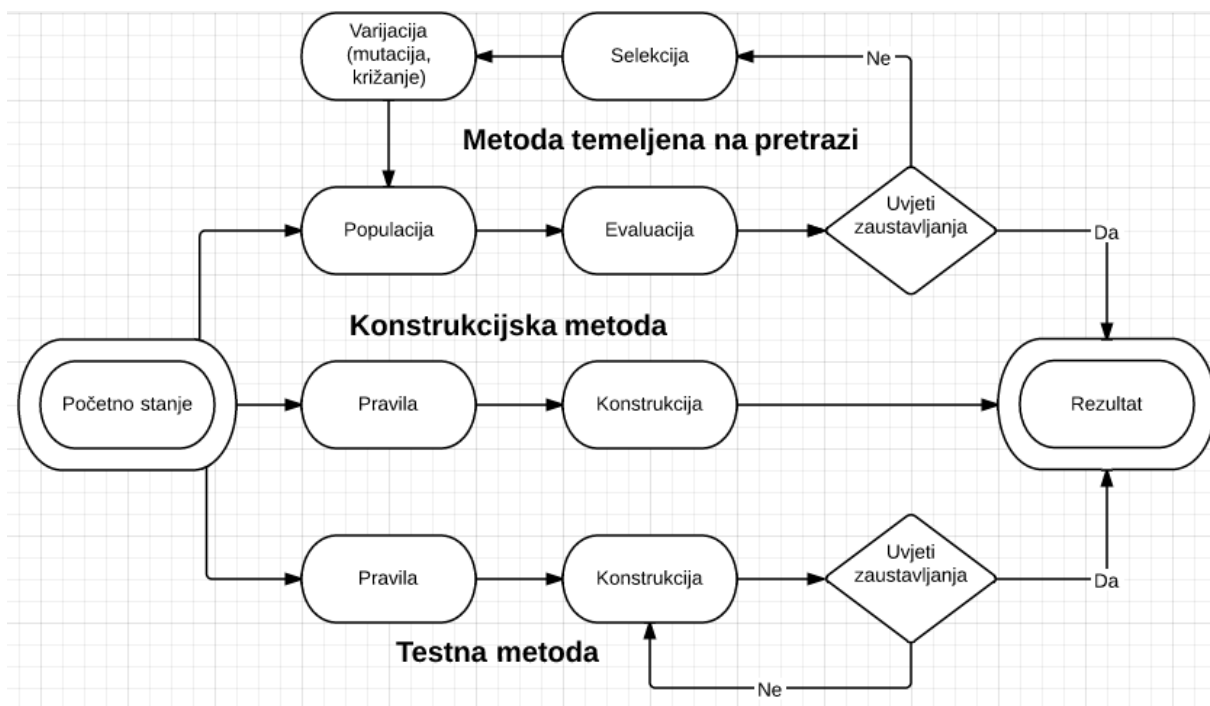 Varijacija
(mutacija,
križanje)
Selekcija
Ne
Metoda temeljena na pretrazi
Populacija
Evaluacija
Uvjeti
zaustavljanja
Da
Konstrukcijska metoda
Početno stanje
Pravila
Konstrukcija
Rezultat
Pravila
Konstrukcija
Uvjeti
zaustavljanja
Da
Testna metoda
Ne